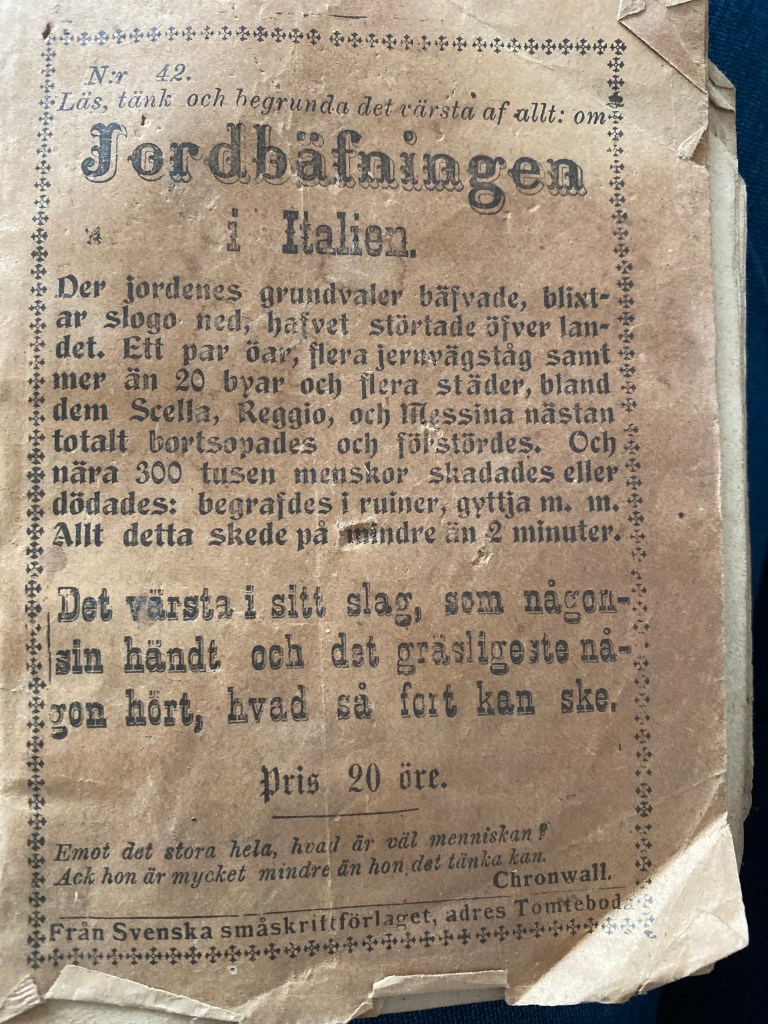 N:r 42.
Läs, tänk och begrunda det värsta af allt: om
Jordbäfningen
i Italien.
Der jordenes grundvaler bäfvade, blixt-
ar slogo ned, hafvet störtade öfver lan-
det. Ett par öar, flera jernvägståg samt
mer än 20 byar och flera städer, bland
dem Scella, Reggio, och Messina nästan
totalt bortsopades och förstördes. Och
nära 300 tusen menskor skadades eller
dödades: begrafdes i ruiner, gyttja m. m.
Allt detta skede på mindre än 2 minuter.
Det värsta i sitt slag, som någon-
sin händt och det gräsligeste nå-
gon hört, hvad så fort kan ske.
Pris 20 öre.
Emot det stora hela, hvad är väl menniskan?
Ack hon är mycket mindre än hon det tänka kan.
Chronwall.
Från Svenska småskriftförlaget, adres Tomteboda